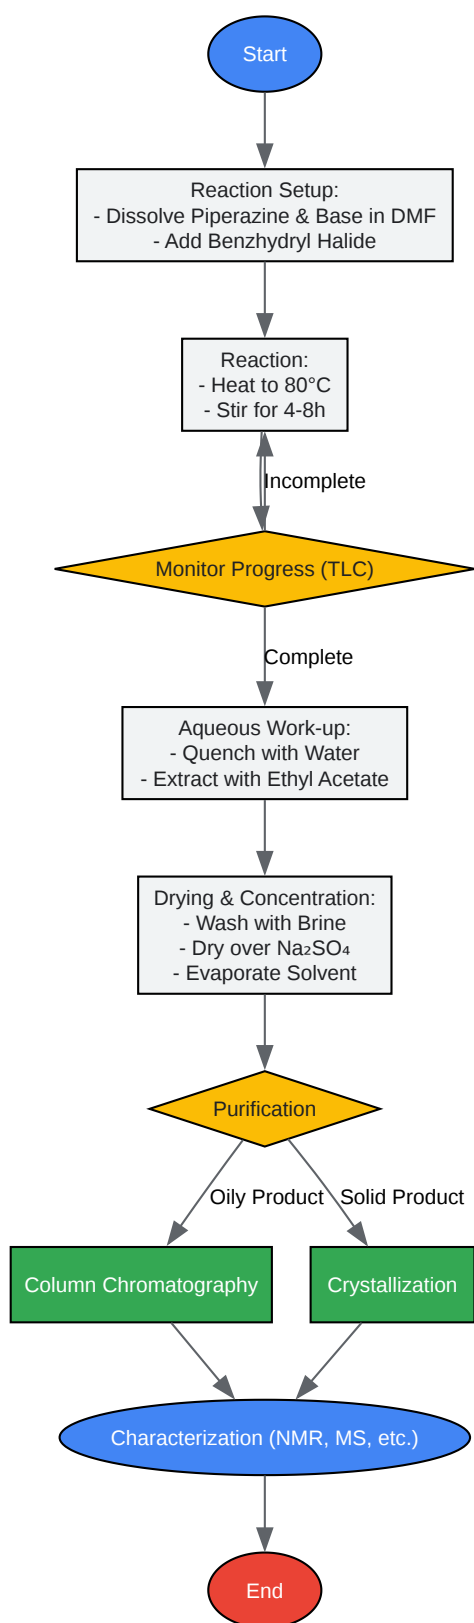 Start
Reaction Setup:
- Dissolve Piperazine & Base in DMF
- Add Benzhydryl Halide
Reaction:
- Heat to 80°C
- Stir for 4-8h
Incomplete
Monitor Progress (TLC)
Complete
Aqueous Work-up:
- Quench with Water
- Extract with Ethyl Acetate
Drying & Concentration:
- Wash with Brine
- Dry over Na₂SO₄
- Evaporate Solvent
Purification
Oily Product
Solid Product
Column Chromatography
Crystallization
Characterization (NMR, MS, etc.)
End